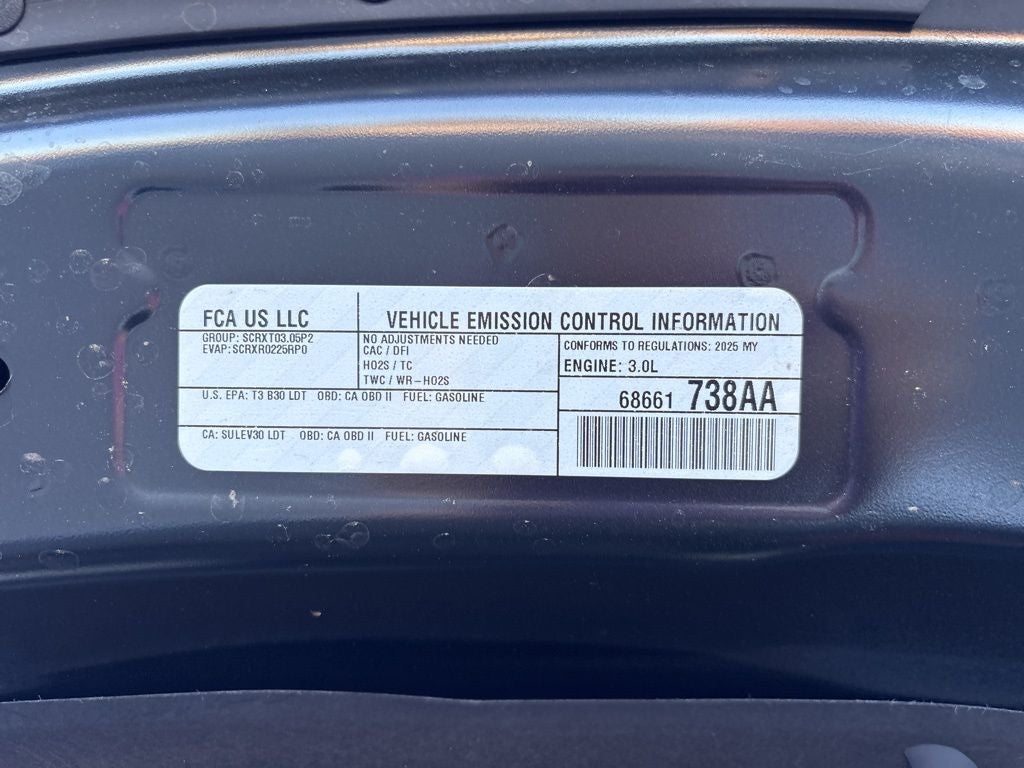 FCA US LLC
VEHICLE EMISSION CONTROL INFORMATION
GROUP: SCRXT03.05P2
EVAP: SCRXR0225RP0
NO ADJUSTMENTS NEEDED
CAC / DFI
HO2S / TC
TWC / WR-HO2S
CONFORMS TO REGULATIONS: 2025 MY
ENGINE: 3.0L
U.S. EPA: T3 B30 LDT OBD: CA OBD II FUEL: GASOLINE
68661 738AA
CA: SULEV30 LDT OBD: CA OBD II FUEL: GASOLINE